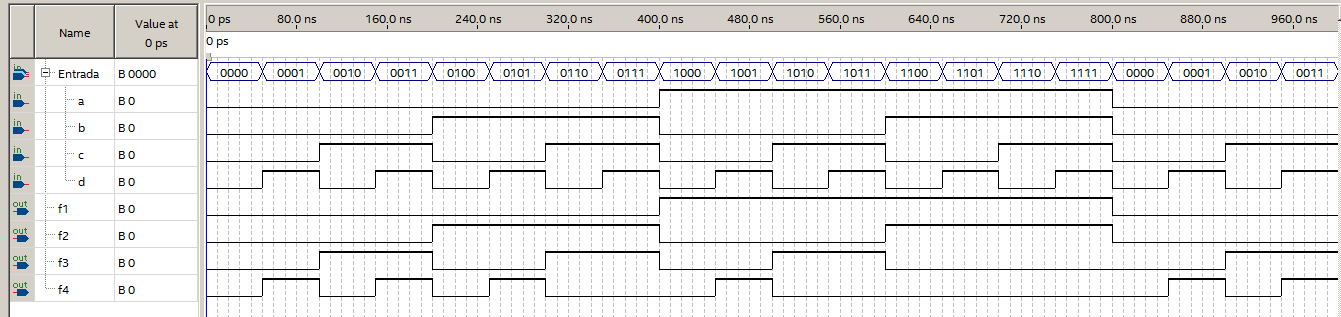 Name Value at 0 ps 0 ps 80.0 ns 160.0 ns 240.0 ns 320.0 ns 400.0 ns 480.0 ns 560.0 ns 640.0 ns 720.0 ns 800.0 ns 880.0 ns 960.0 ns
0 ps
in Entrada B 0000 0000 0001 0010 0011 0100 0101 0110 0111 1000 1001 1010 1011 1100 1101 1110 1111 0000 0001 0010 0011
in a B 0
in b B 0
in c B 0
in d B 0
out f1 B 0
out f2 B 0
out f3 B 0
out f4 B 0